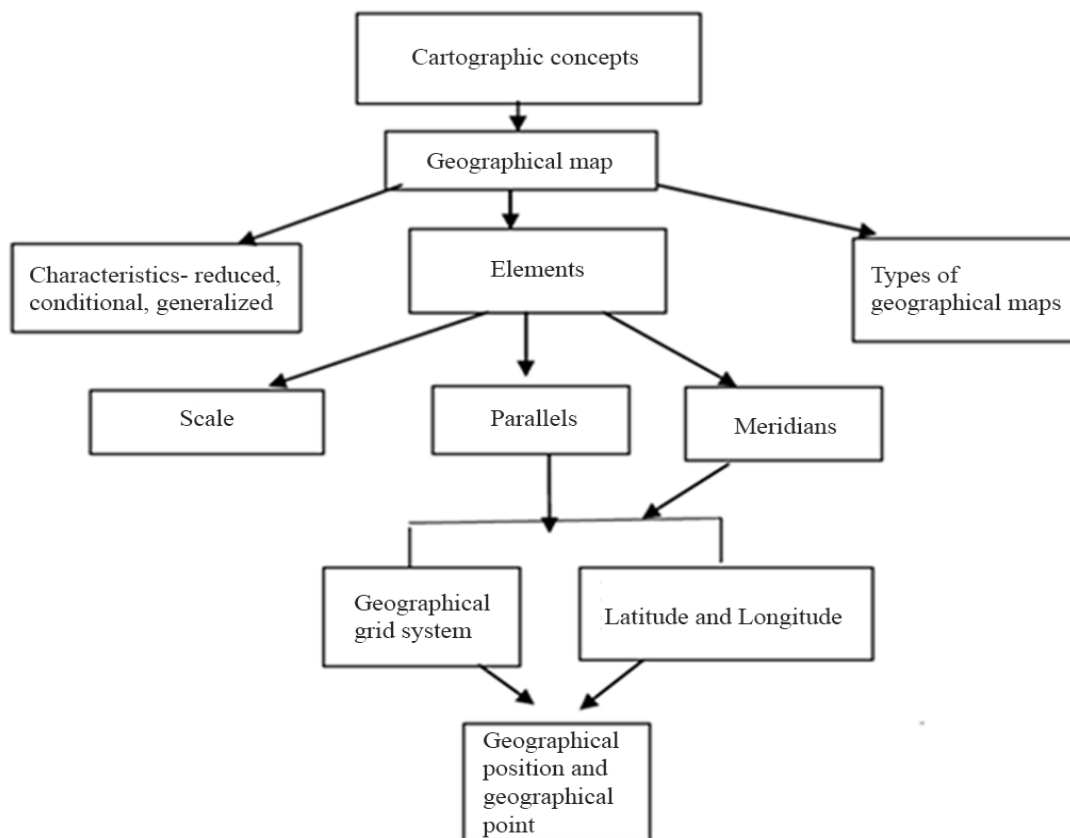 Cartographic concepts
Geographical map
Characteristics- reduced,
conditional, generalized
Elements
Types of
geographical maps
Scale
Parallels
Meridians
Geographical
grid system
Latitude and Longitude
Geographical
position and
geographical
point